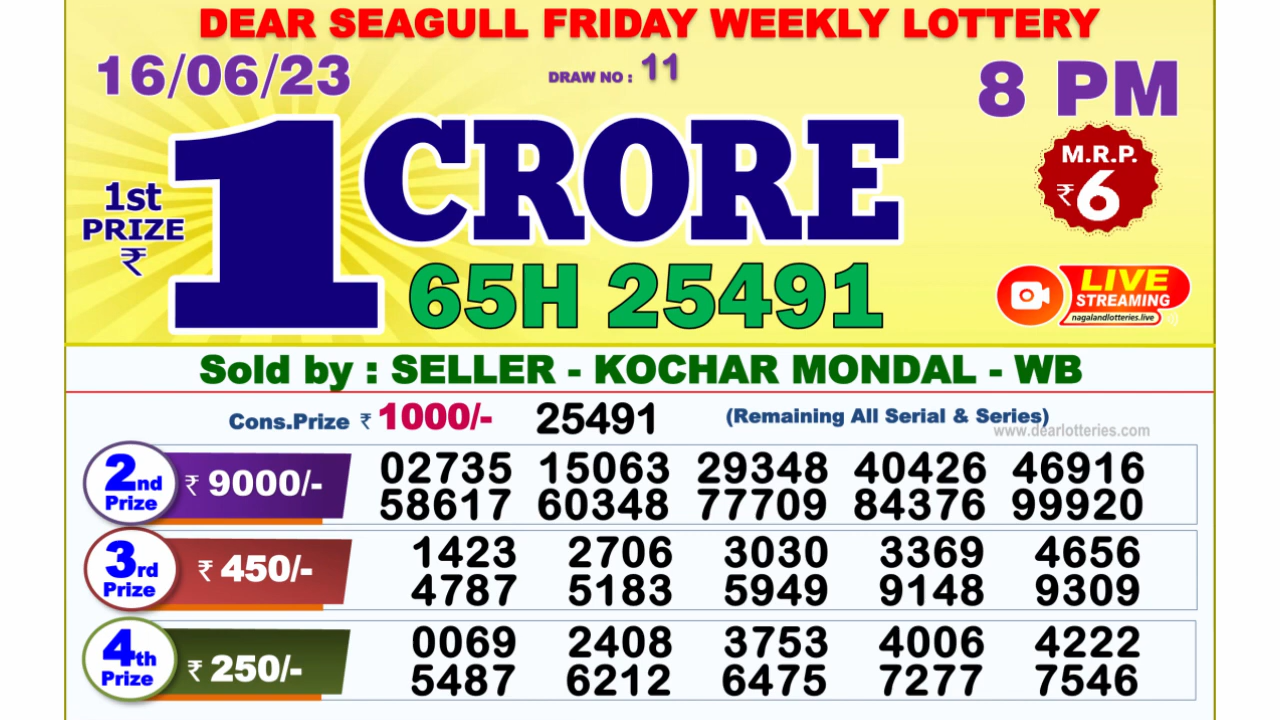 DEAR SEAGULL FRIDAY WEEKLY LOTTERY
16/06/23
DRAW NO : 11
8 PM
1st PRIZE ₹
1 CRORE
M.R.P. ₹ 6
65H 25491
LIVE STREAMING
nagalandlotteries.live
Sold by : SELLER - KOCHAR MONDAL - WB
Cons.Prize ₹ 1000/- 25491 (Remaining All Serial & Series)
www.dearlotteries.com
2nd Prize ₹ 9000/-
02735 15063 29348 40426 46916
58617 60348 77709 84376 99920
3rd Prize ₹ 450/-
1423 2706 3030 3369 4656
4787 5183 5949 9148 9309
4th Prize ₹ 250/-
0069 2408 3753 4006 4222
5487 6212 6475 7277 7546